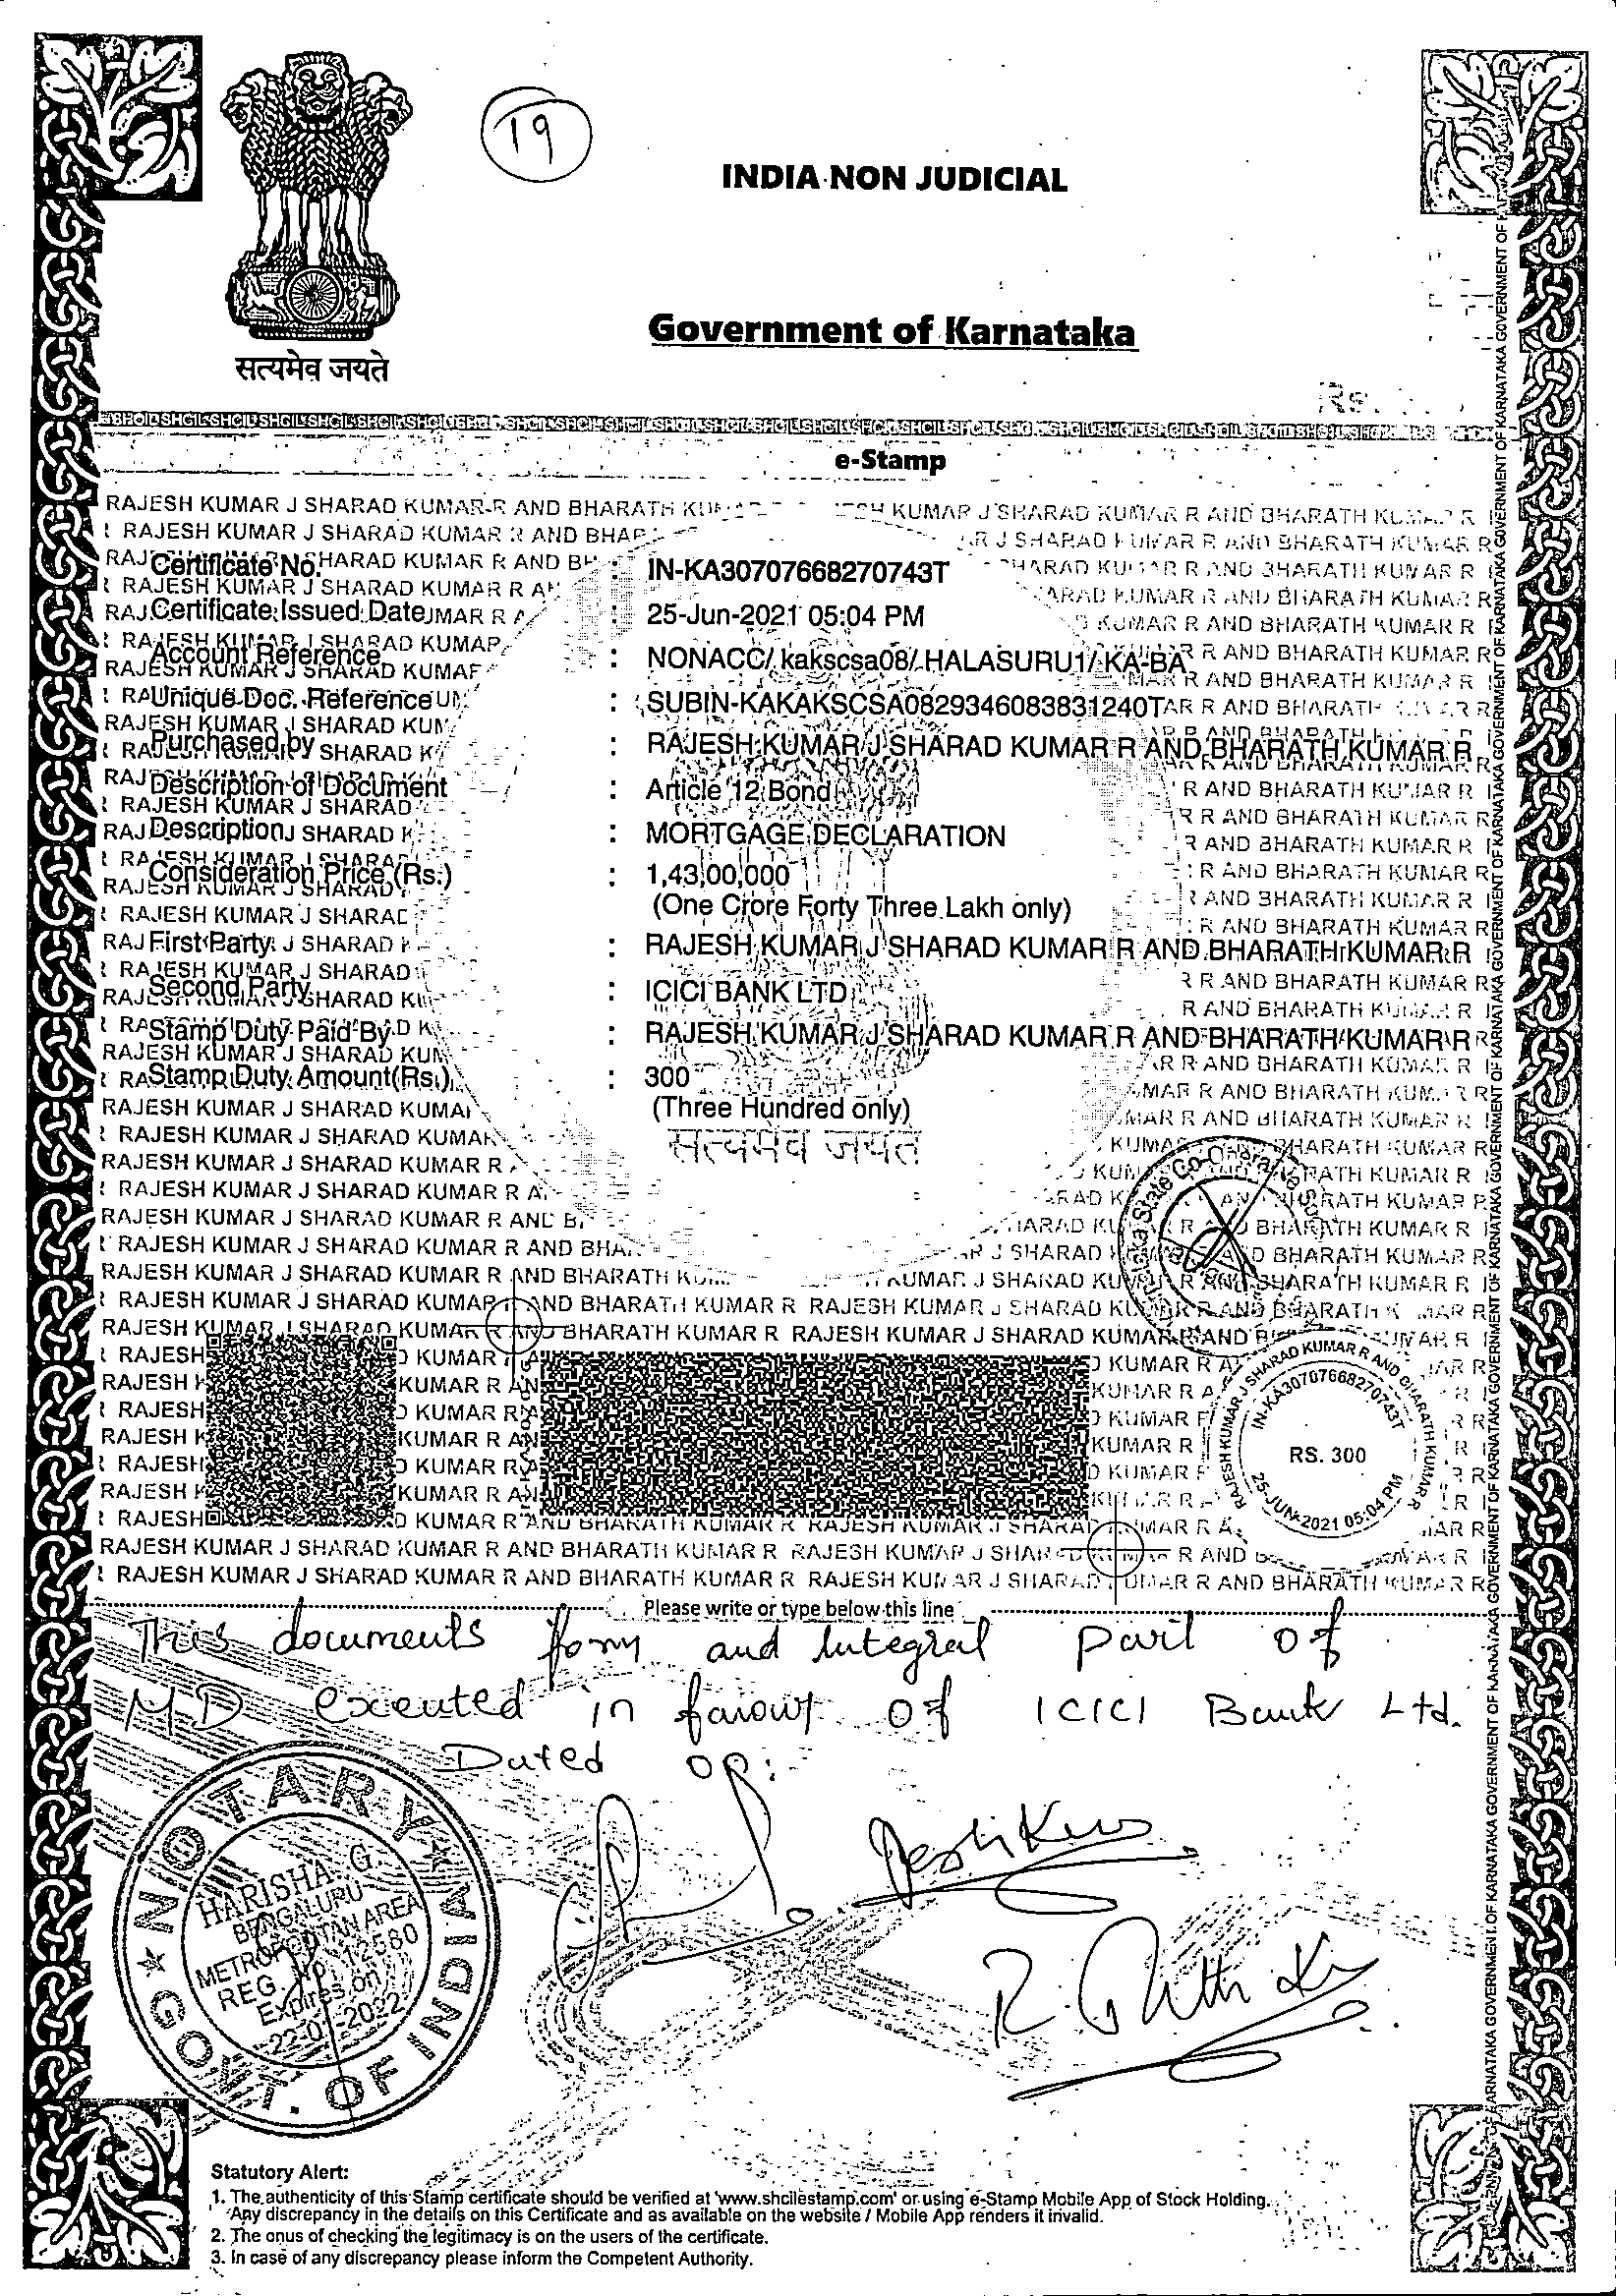 19
INDIA NON JUDICIAL
Government of Karnataka
सत्यमेव जयते
Rs.
e-Stamp
Certificate No. : IN-KA30707668270743T
Certificate Issued Date : 25-Jun-2021 05:04 PM
Account Reference : NONACC/ kakscsa08/ HALASURU1/ KA-BA
Unique Doc. Reference : SUBIN-KAKAKSCSA08293460838312​40T
Purchased by : RAJESH KUMAR J SHARAD KUMAR R AND BHARATH KUMAR R
Description of Document : Article 12 Bond
Description : MORTGAGE DECLARATION
Consideration Price (Rs.) : 1,43,00,000
(One Crore Forty Three Lakh only)
First Party : RAJESH KUMAR J SHARAD KUMAR R AND BHARATH KUMAR R
Second Party : ICICI BANK LTD
Stamp Duty Paid By : RAJESH KUMAR J SHARAD KUMAR R AND BHARATH KUMAR R
Stamp Duty Amount(Rs.) : 300
(Three Hundred only)
सत्यमेव जयते
RAJESH KUMAR J SHARAD KUMAR R AND BHARATH KUMAR R
IN-KA30707668270743T
RS. 300
25-JUN-2021 05:04 PM
Please write or type below this line
This documents form and Integral part of
MD executed in favour of ICICI Bank Ltd.
Dated on:
NOTARY
GOVT. OF INDIA
HARISHA. G.
BENGALURU
METROPOLITAN AREA
REG. No. 12580
Expires on
Statutory Alert:
1. The authenticity of this Stamp certificate should be verified at 'www.shcilestamp.com' or using e-Stamp Mobile App of Stock Holding.
Any discrepancy in the details on this Certificate and as available on the website / Mobile App renders it invalid.
2. The onus of checking the legitimacy is on the users of the certificate.
3. In case of any discrepancy please inform the Competent Authority.